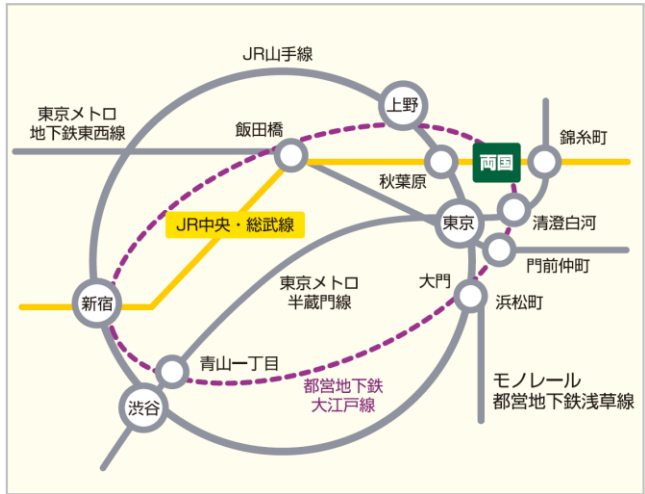 JR山手線
上野
東京メトロ
地下鉄東西線
飯田橋
錦糸町
両国
秋葉原
JR中央・総武線
東京
清澄白河
門前仲町
東京メトロ
半蔵門線
大門
新宿
浜松町
青山一丁目
都営地下鉄
大江戸線
モノレール
都営地下鉄浅草線
渋谷